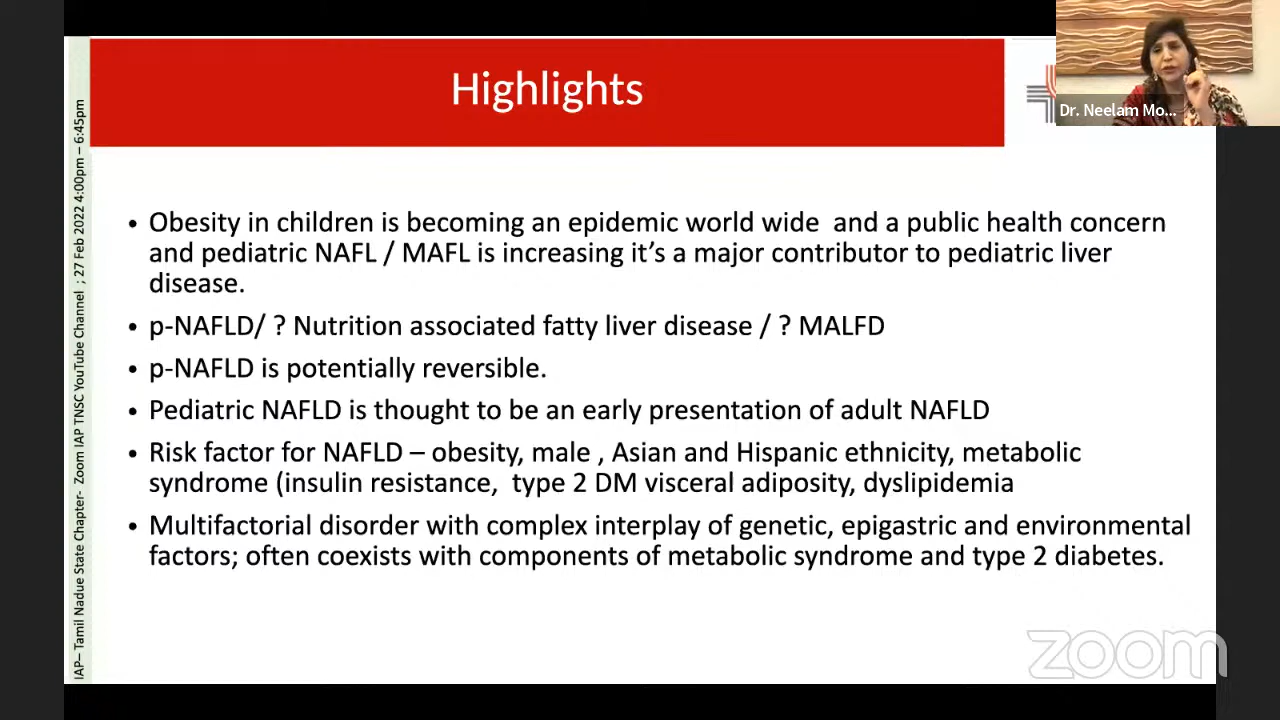 Highlights
Dr. Neelam Mo...
IAP– Tamil Nadue State Chapter- Zoom IAP TNSC YouTube Channel ; 27 Feb 2022 4:00pm – 6:45pm
• Obesity in children is becoming an epidemic world wide and a public health concern
and pediatric NAFL / MAFL is increasing it’s a major contributor to pediatric liver
disease.
• p-NAFLD/ ? Nutrition associated fatty liver disease / ? MALFD
• p-NAFLD is potentially reversible.
• Pediatric NAFLD is thought to be an early presentation of adult NAFLD
• Risk factor for NAFLD – obesity, male , Asian and Hispanic ethnicity, metabolic
syndrome (insulin resistance, type 2 DM visceral adiposity, dyslipidemia
• Multifactorial disorder with complex interplay of genetic, epigastric and environmental
factors; often coexists with components of metabolic syndrome and type 2 diabetes.
zoom